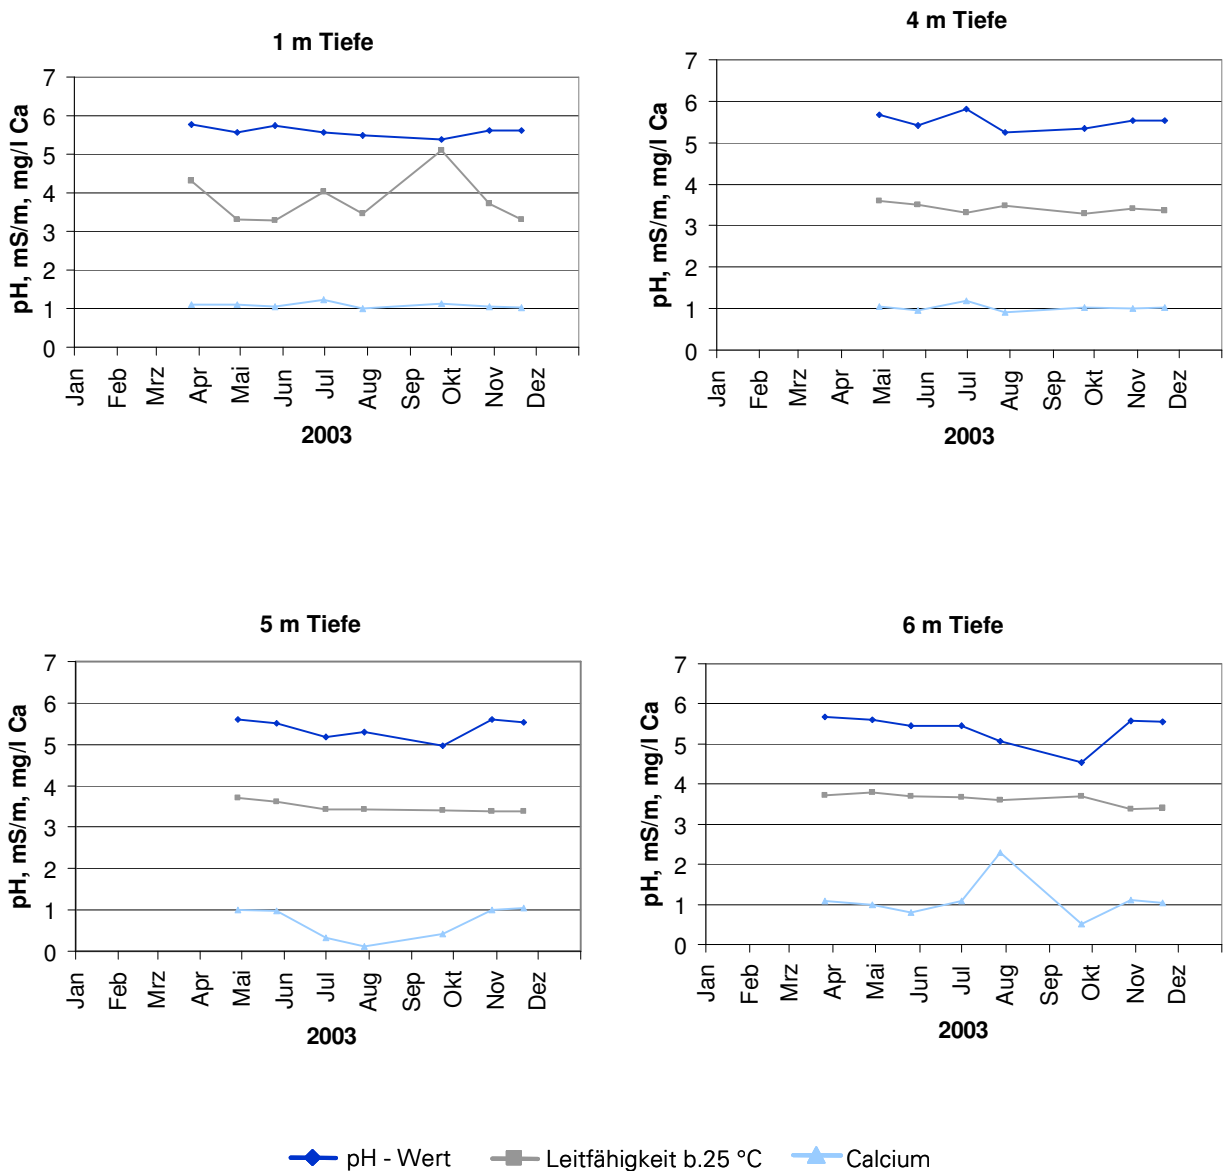 1 m Tiefe
pH, mS/m, mg/l Ca
7
6
5
4
3
2
1
0
Jan Feb Mrz Apr Mai Jun Jul Aug Sep Okt Nov Dez
2003
4 m Tiefe
pH, mS/m, mg/l Ca
7
6
5
4
3
2
1
0
Jan Feb Mrz Apr Mai Jun Jul Aug Sep Okt Nov Dez
2003
5 m Tiefe
pH, mS/m, mg/l Ca
7
6
5
4
3
2
1
0
Jan Feb Mrz Apr Mai Jun Jul Aug Sep Okt Nov Dez
2003
6 m Tiefe
pH, mS/m, mg/l Ca
7
6
5
4
3
2
1
0
Jan Feb Mrz Apr Mai Jun Jul Aug Sep Okt Nov Dez
2003
pH - Wert Leitfähigkeit b.25 °C Calcium